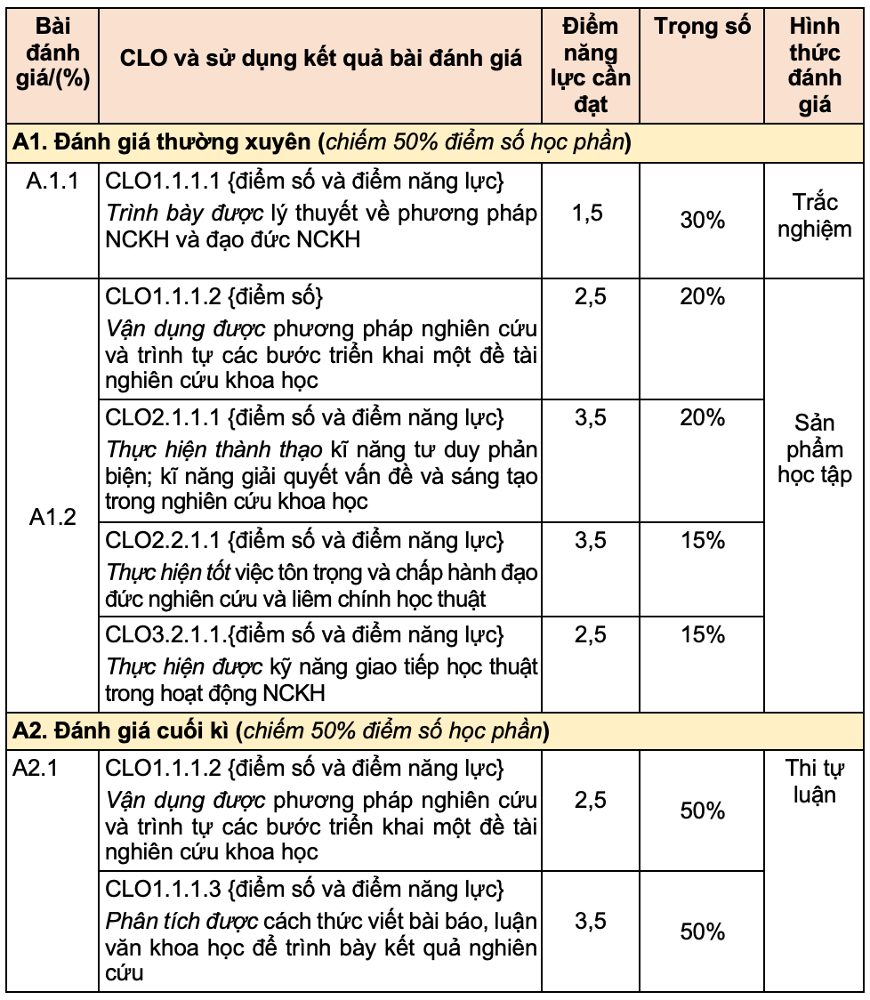 Bài đánh giá/(%)
CLO và sử dụng kết quả bài đánh giá
Điểm năng lực cần đạt
Trọng số
Hình thức đánh giá
A1. Đánh giá thường xuyên (chiếm 50% điểm số học phần)
A.1.1
CLO1.1.1.1 {điểm số và điểm năng lực}
Trình bày được lý thuyết về phương pháp
NCKH và đạo đức NCKH
1,5
30%
Trắc
nghiệm
A1.2
CLO1.1.1.2 {điểm số}
Vận dụng được phương pháp nghiên cứu
và trình tự các bước triển khai một đề tài
nghiên cứu khoa học
2,5
20%
Sản
phẩm
học tập
CLO2.1.1.1 {điểm số và điểm năng lực}
Thực hiện thành thạo kĩ năng tư duy phản
biện; kĩ năng giải quyết vấn đề và sáng tạo
trong nghiên cứu khoa học
3,5
20%
CLO2.2.1.1 {điểm số và điểm năng lực}
Thực hiện tốt việc tôn trọng và chấp hành đạo
đức nghiên cứu và liêm chính học thuật
3,5
15%
CLO3.2.1.1.{điểm số và điểm năng lực}
Thực hiện được kỹ năng giao tiếp học thuật
trong hoạt động NCKH
2,5
15%
A2. Đánh giá cuối kì (chiếm 50% điểm số học phần)
A2.1
CLO1.1.1.2 {điểm số và điểm năng lực}
Vận dụng được phương pháp nghiên cứu
và trình tự các bước triển khai một đề tài
nghiên cứu khoa học
2,5
50%
Thi tự
luận
CLO1.1.1.3 {điểm số và điểm năng lực}
Phân tích được cách thức viết bài báo, luận
văn khoa học để trình bày kết quả nghiên
cứu
3,5
50%